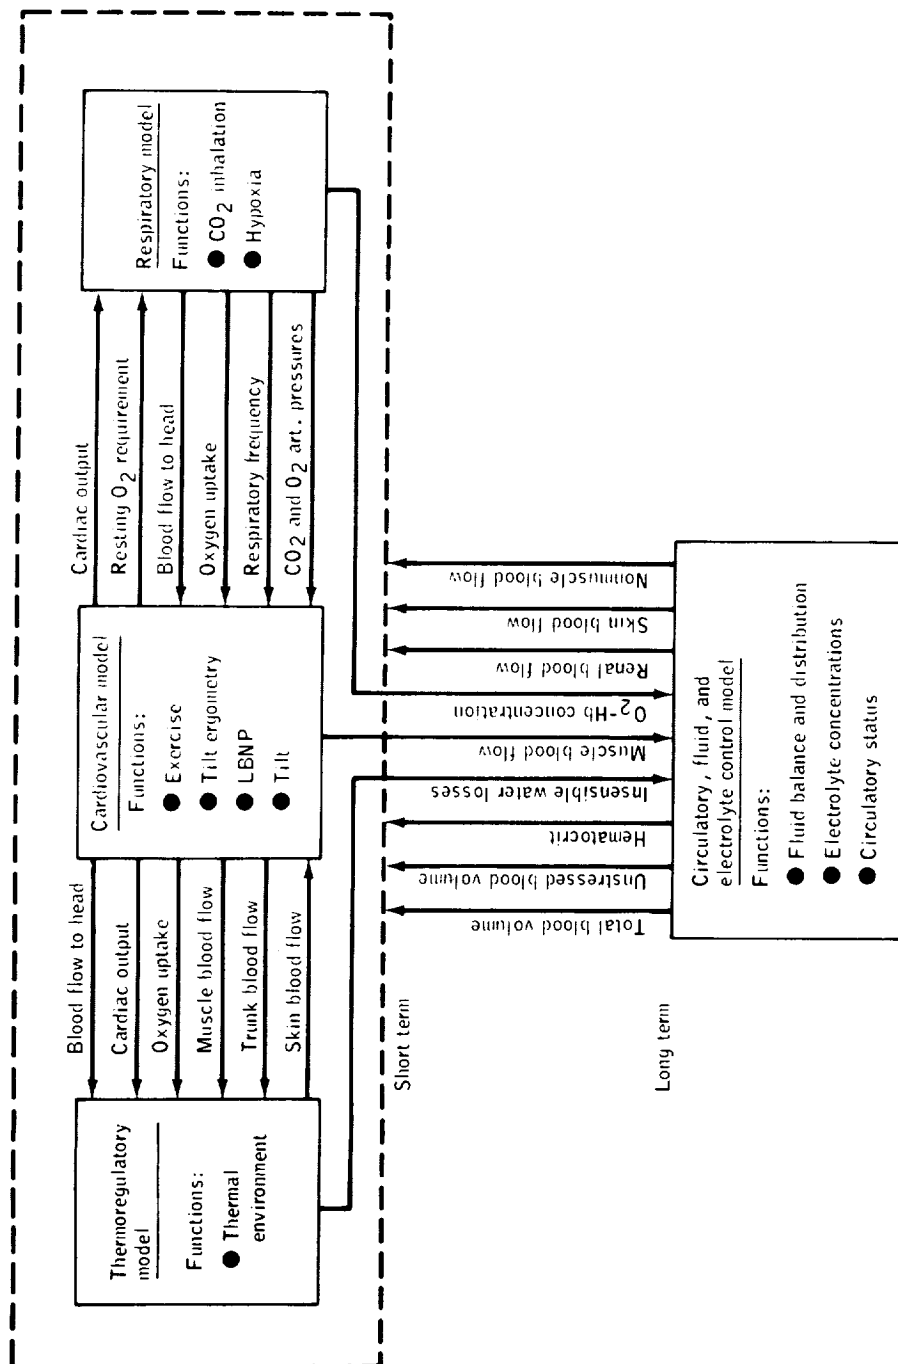 Thermoregulatory
model
Functions:
● Thermal
environment
Blood flow to head
Cardiac output
Oxygen uptake
Muscle blood flow
Trunk blood flow
Skin blood flow
Cardiovascular model
Functions:
● Exercise
● Tilt ergometry
● LBNP
● Tilt
Cardiac output
Resting O2 requirement
Blood flow to head
Oxygen uptake
Respiratory frequency
CO2 and O2 art. pressures
Respiratory model
Functions:
● CO2 inhalation
● Hypoxia
Short term
Long term
Total blood volume
Unstressed blood volume
Hematocrit
Insensible water losses
Muscle blood flow
O2-Hb concentration
Renal blood flow
Skin blood flow
Nonmuscle blood flow
Circulatory, fluid, and
electrolyte control model
Functions:
● Fluid balance and distribution
● Electrolyte concentrations
● Circulatory status